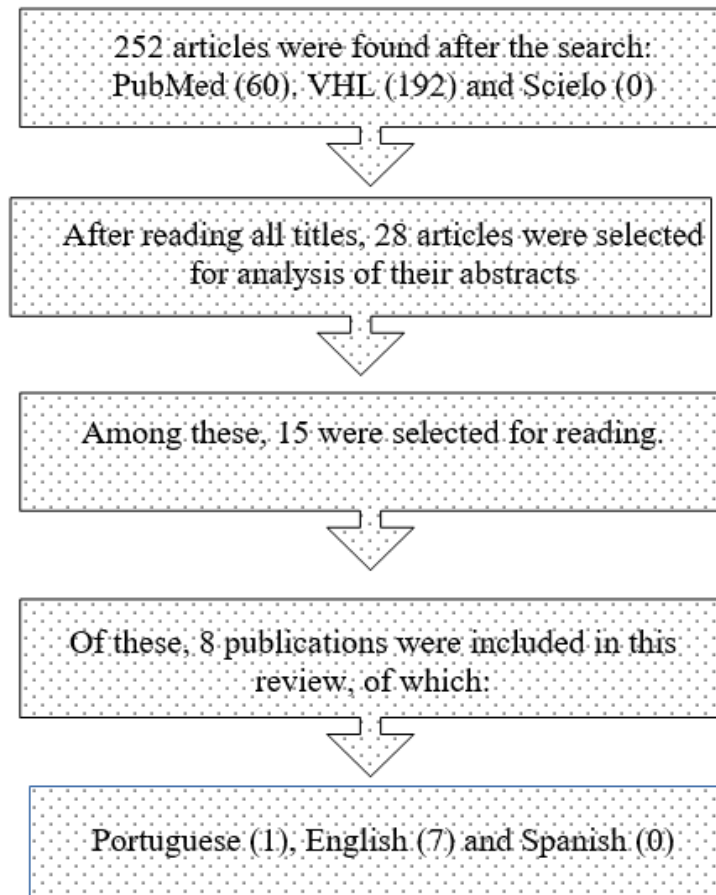 252 articles were found after the search:
PubMed (60), VHL (192) and Scielo (0)
After reading all titles, 28 articles were selected
for analysis of their abstracts
Among these, 15 were selected for reading.
Of these, 8 publications were included in this
review, of which:
Portuguese (1), English (7) and Spanish (0)